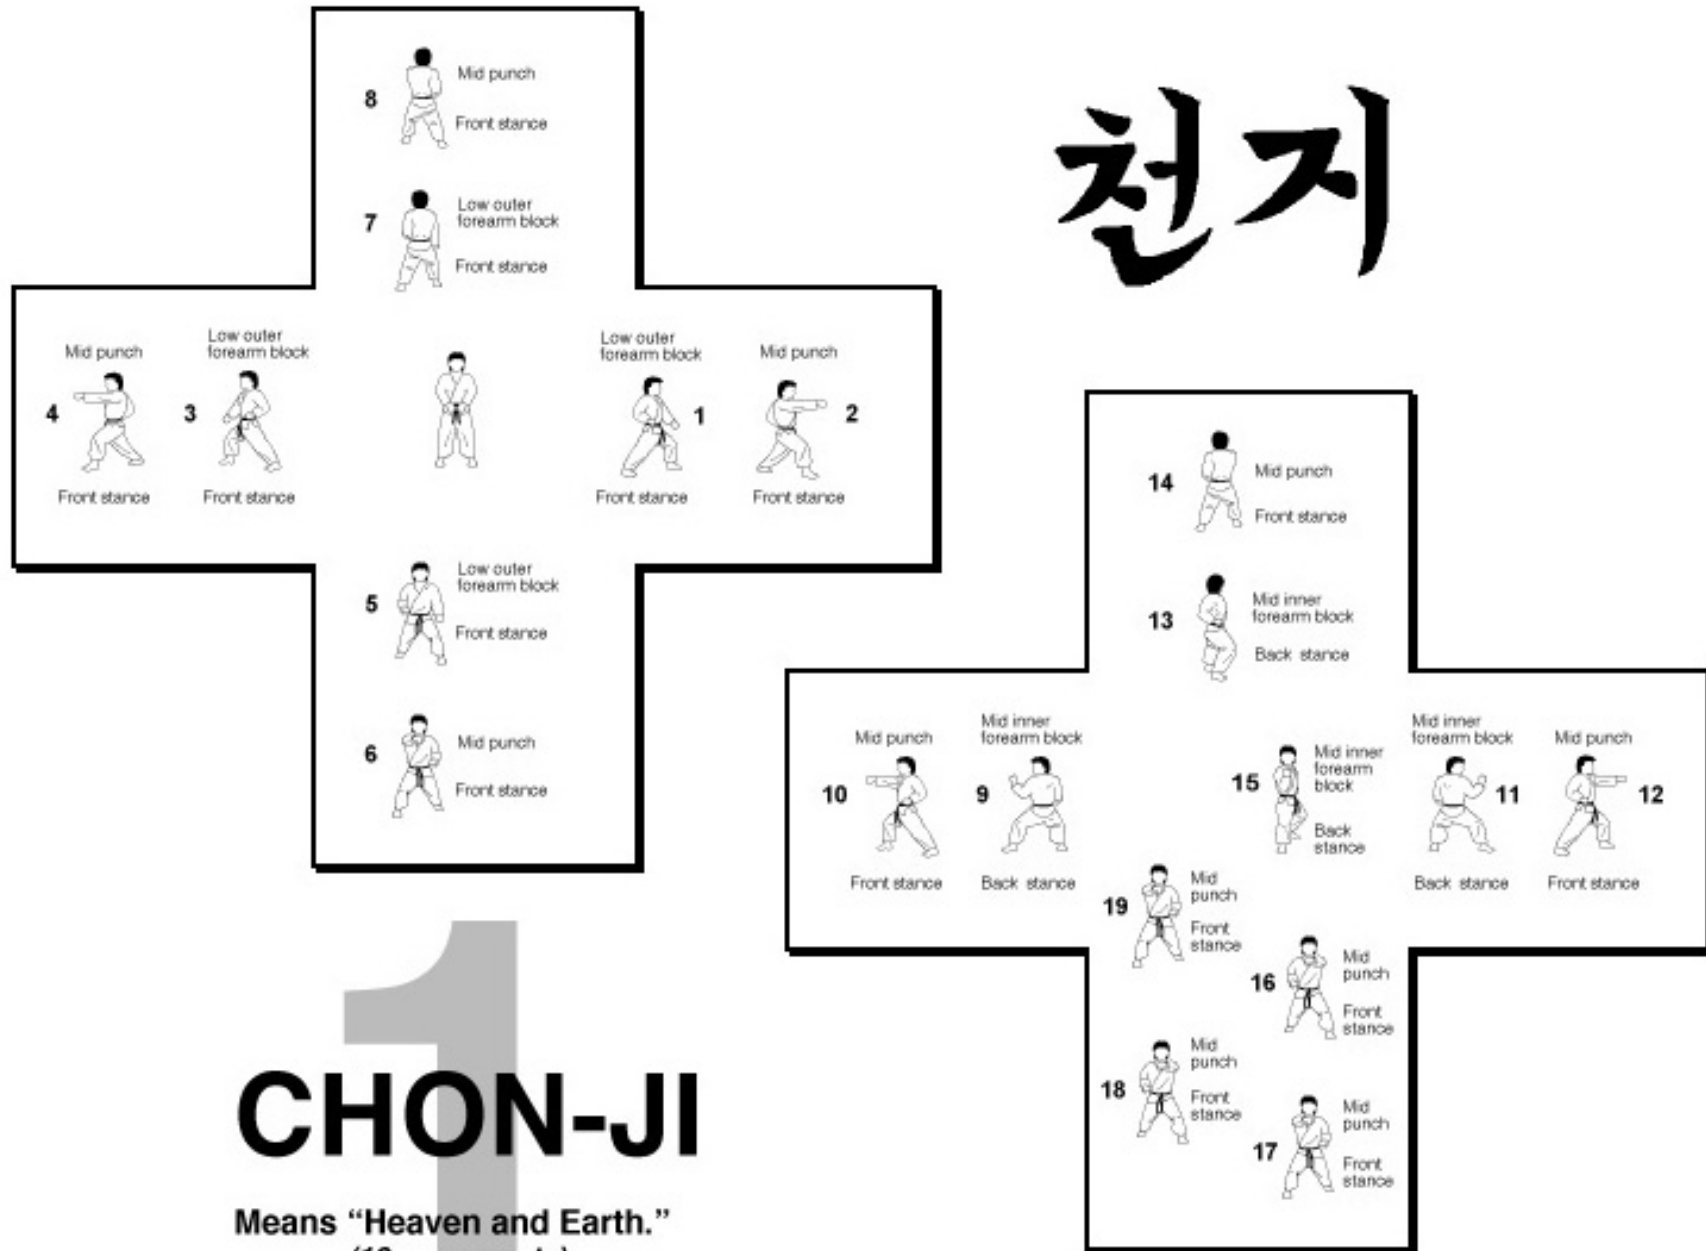 8
Mid punch
Front stance
7
Low outer
forearm block
Front stance
Mid punch
4
Front stance
Low outer
forearm block
3
Front stance
Low outer
forearm block
1
Front stance
Mid punch
2
Front stance
5
Low outer
forearm block
Front stance
6
Mid punch
Front stance
천지
14
Mid punch
Front stance
13
Mid inner
forearm block
Back stance
Mid punch
10
Front stance
Mid inner
forearm block
9
Back stance
15
Mid inner
forearm
block
Back
stance
Mid inner
forearm block
11
Back stance
Mid punch
12
Front stance
19
Mid
punch
Front
stance
16
Mid
punch
Front
stance
18
Mid
punch
Front
stance
17
Mid
punch
Front
stance
1
CHON-JI
Means “Heaven and Earth.”